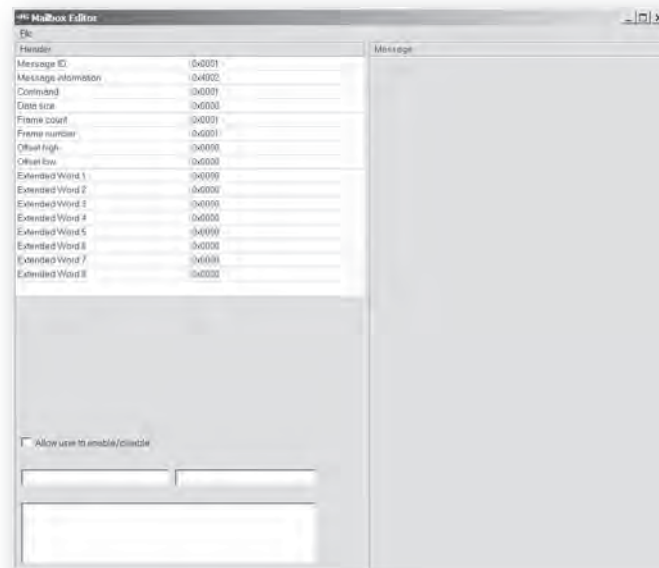 Mailbox Editor
File
Header
Message
Message ID 0x0001
Message information 0x4002
Command 0x0001
Data size 0x0000
Frame count 0x0001
Frame number 0x0001
Offset high 0x0000
Offset low 0x0000
Extended Word 1 0x0000
Extended Word 2 0x0000
Extended Word 3 0x0000
Extended Word 4 0x0000
Extended Word 5 0x0000
Extended Word 6 0x0000
Extended Word 7 0x0000
Extended Word 8 0x0000
Allow user to enable/disable